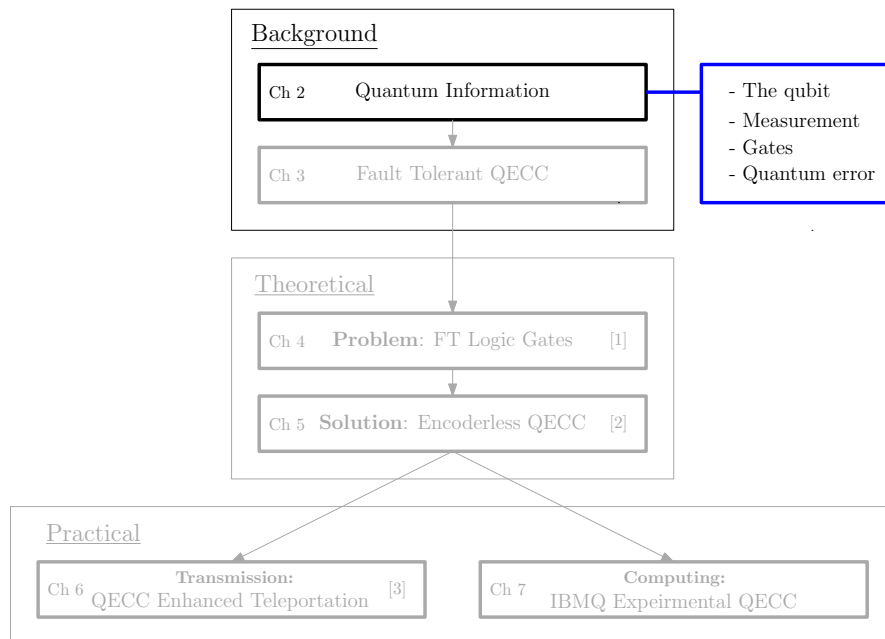 Background
Ch 2 Quantum Information
- The qubit
- Measurement
- Gates
- Quantum error
Ch 3 Fault Tolerant QECC
Theoretical
Ch 4 Problem: FT Logic Gates [1]
Ch 5 Solution: Encoderless QECC [2]
Practical
Ch 6 Transmission: QECC Enhanced Teleportation [3]
Ch 7 Computing: IBMQ Expeirmental QECC